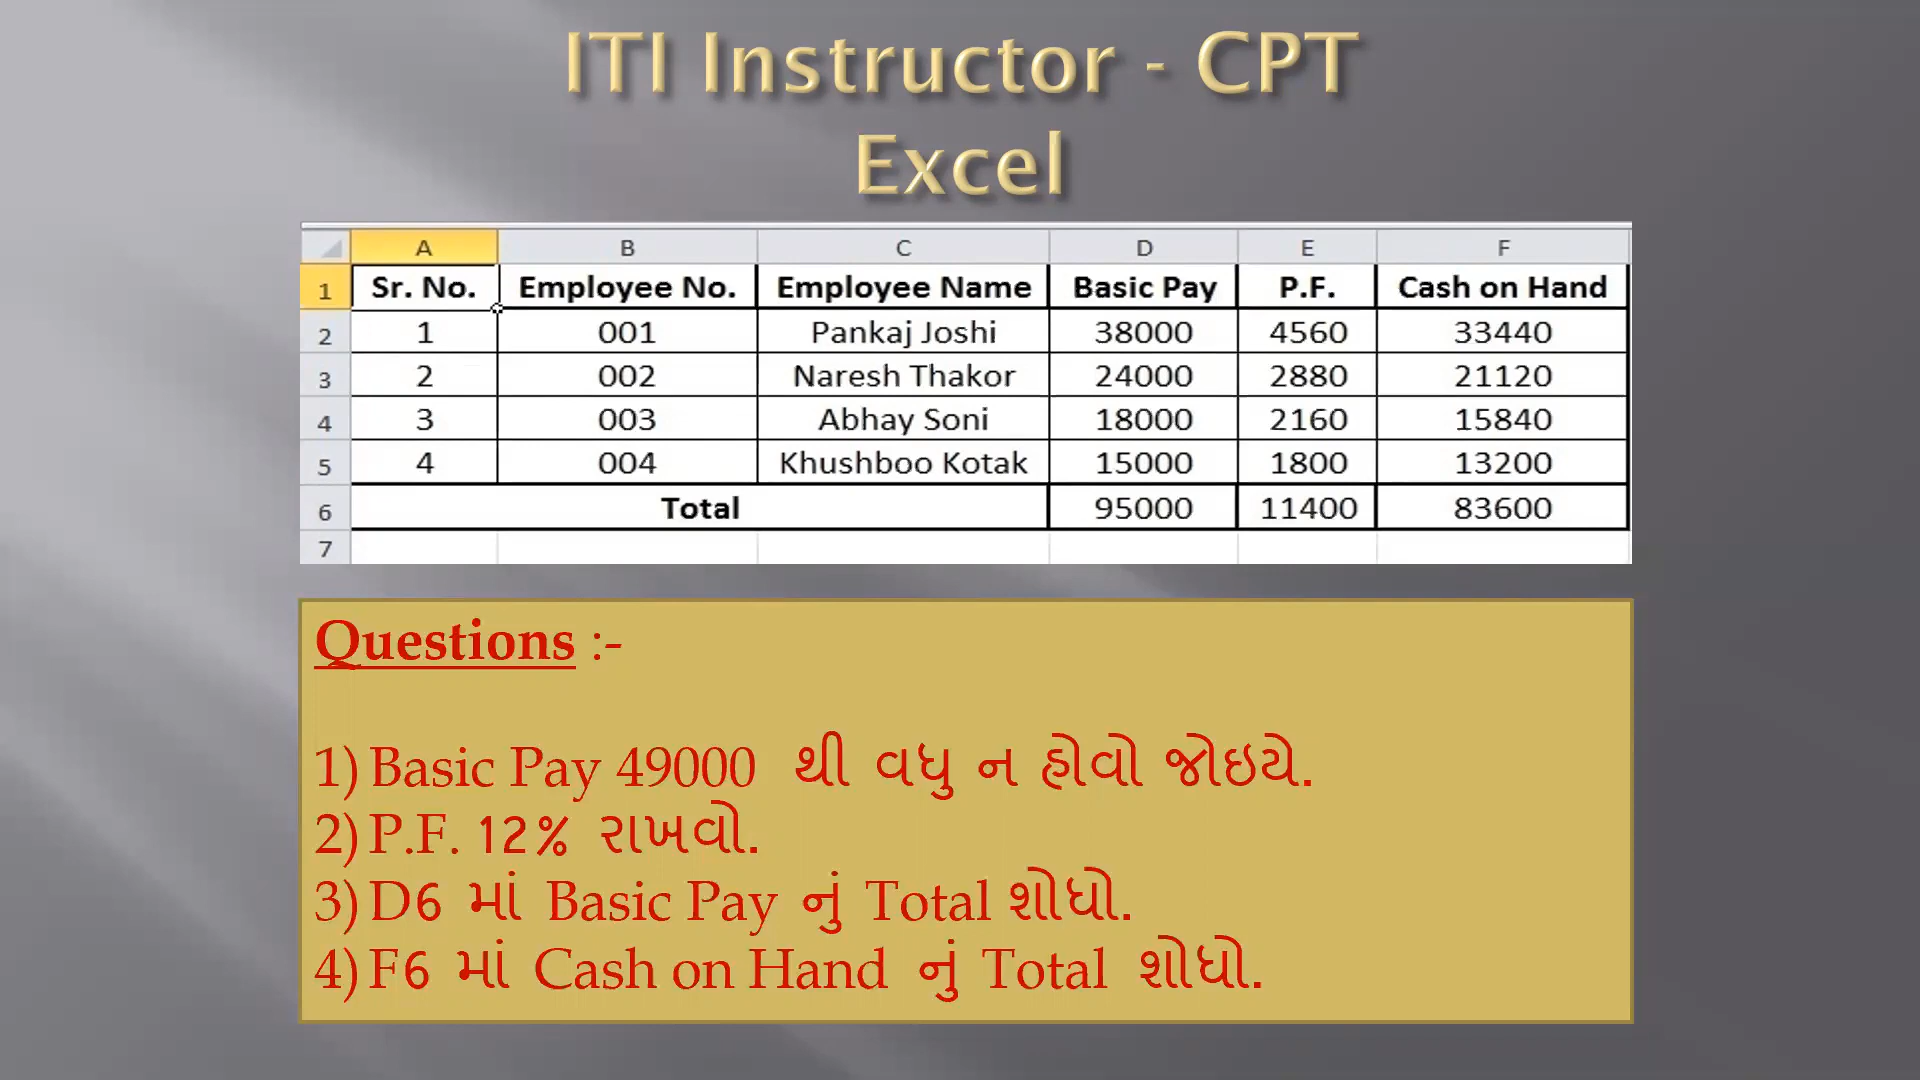 ITI Instructor - CPT
Excel
A B C D E F
1 Sr. No. Employee No. Employee Name Basic Pay P.F. Cash on Hand
2 1 001 Pankaj Joshi 38000 4560 33440
3 2 002 Naresh Thakor 24000 2880 21120
4 3 003 Abhay Soni 18000 2160 15840
5 4 004 Khushboo Kotak 15000 1800 13200
6 Total 95000 11400 83600
7
Questions :-
1) Basic Pay 49000 થી વધુ ન હોવો જોઇયે.
2) P.F. 12% રાખવો.
3) D6 માં Basic Pay નું Total શોધો.
4) F6 માં Cash on Hand નું Total શોધો.